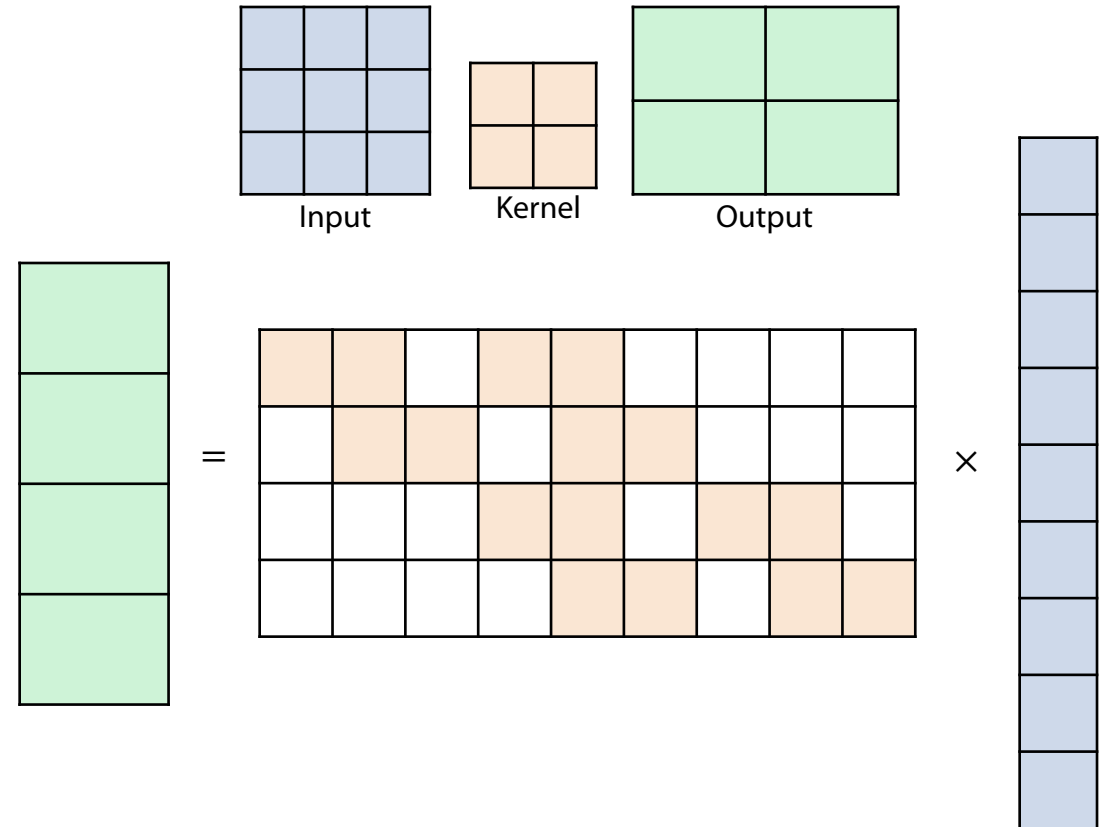 Input
Kernel
Output
=
×